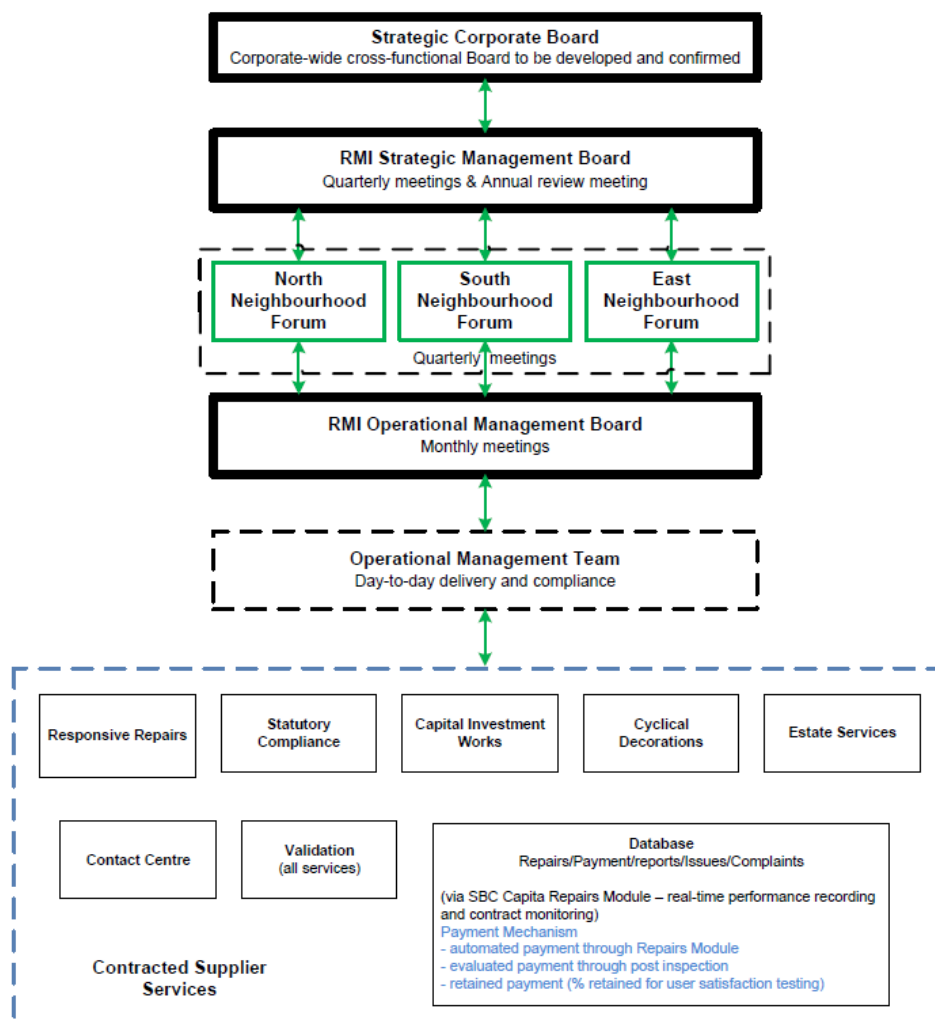 Strategic Corporate Board
Corporate-wide cross-functional Board to be developed and confirmed
RMI Strategic Management Board
Quarterly meetings & Annual review meeting
North
Neighbourhood
Forum
South
Neighbourhood
Forum
East
Neighbourhood
Forum
Quarterly meetings
RMI Operational Management Board
Monthly meetings
Operational Management Team
Day-to-day delivery and compliance
Responsive Repairs
Statutory
Compliance
Capital Investment
Works
Cyclical
Decorations
Estate Services
Contact Centre
Validation
(all services)
Database
Repairs/Payment/reports/Issues/Complaints
(via SBC Capita Repairs Module – real-time performance recording
and contract monitoring)
Payment Mechanism
- automated payment through Repairs Module
- evaluated payment through post inspection
- retained payment (% retained for user satisfaction testing)
Contracted Supplier
Services